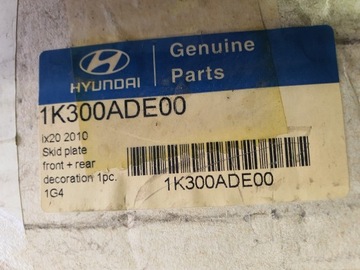 HYUNDAI
Genuine
Parts
1K300ADE00
ix20 2010
Skid plate
front + rear
decoration 1pc.
1G4
1K300ADE00